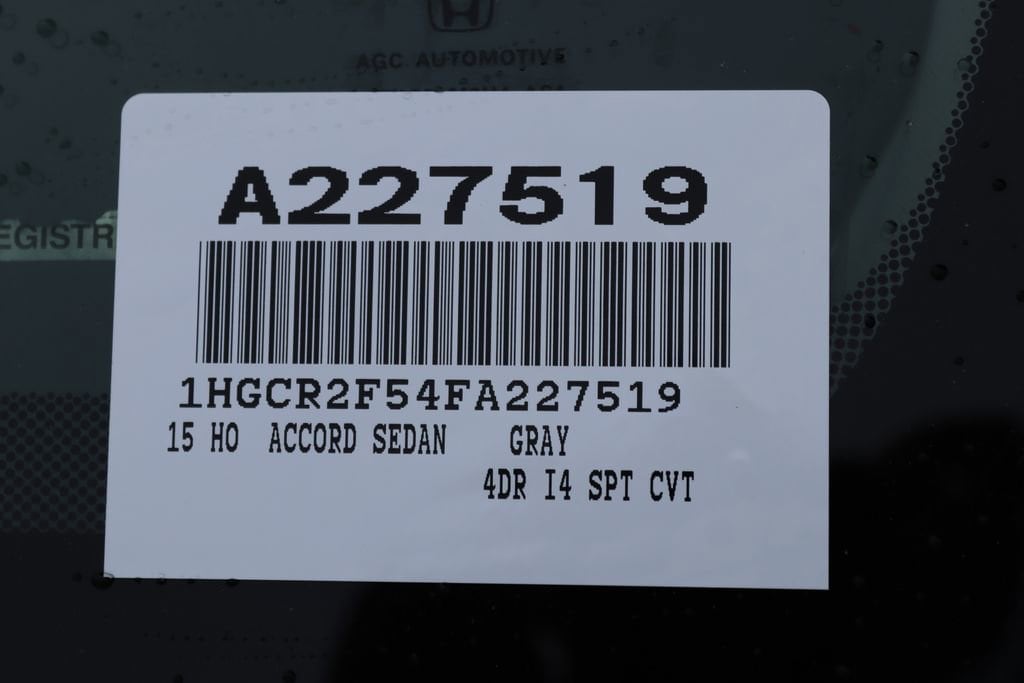 AGC AUTOMOTIVE
EGISTR
A227519
1HGCR2F54FA227519
15 HO ACCORD SEDAN GRAY
4DR I4 SPT CVT